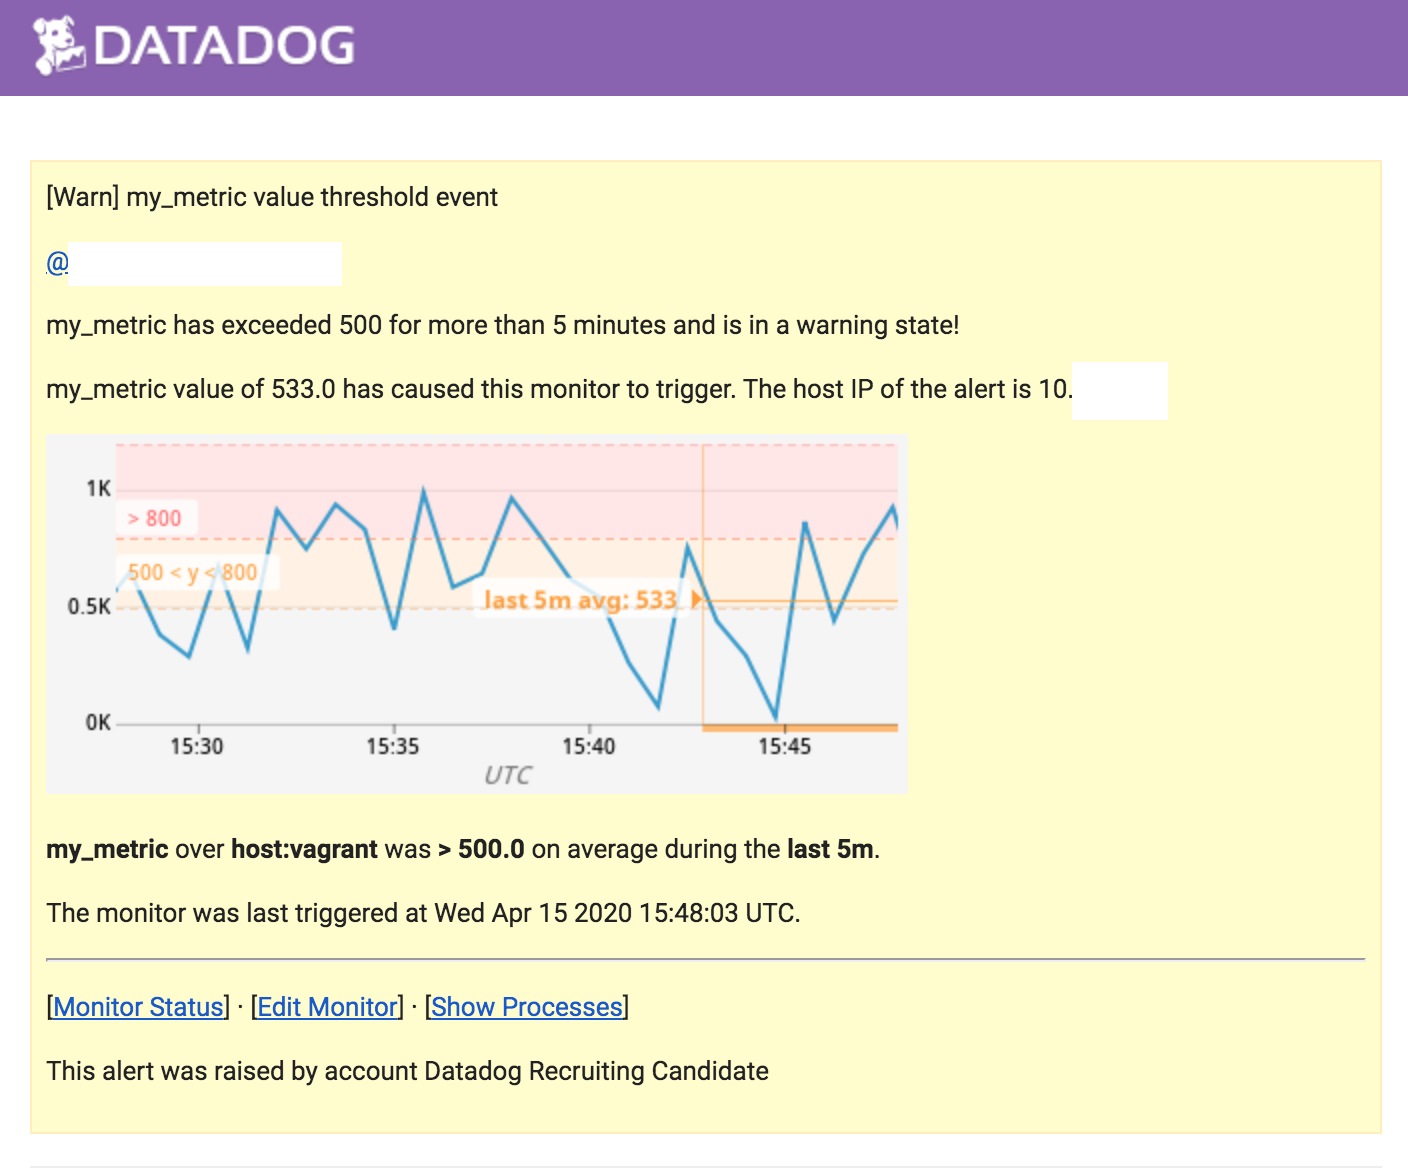 DATADOG
[Warn] my_metric value threshold event
@
my_metric has exceeded 500 for more than 5 minutes and is in a warning state!
my_metric value of 533.0 has caused this monitor to trigger. The host IP of the alert is 10.
1K
> 800
500 < y < 800
0.5K
last 5m avg: 533
0K
15:30 15:35 15:40 15:45
UTC
my_metric over host:vagrant was > 500.0 on average during the last 5m.
The monitor was last triggered at Wed Apr 15 2020 15:48:03 UTC.
[Monitor Status] · [Edit Monitor] · [Show Processes]
This alert was raised by account Datadog Recruiting Candidate